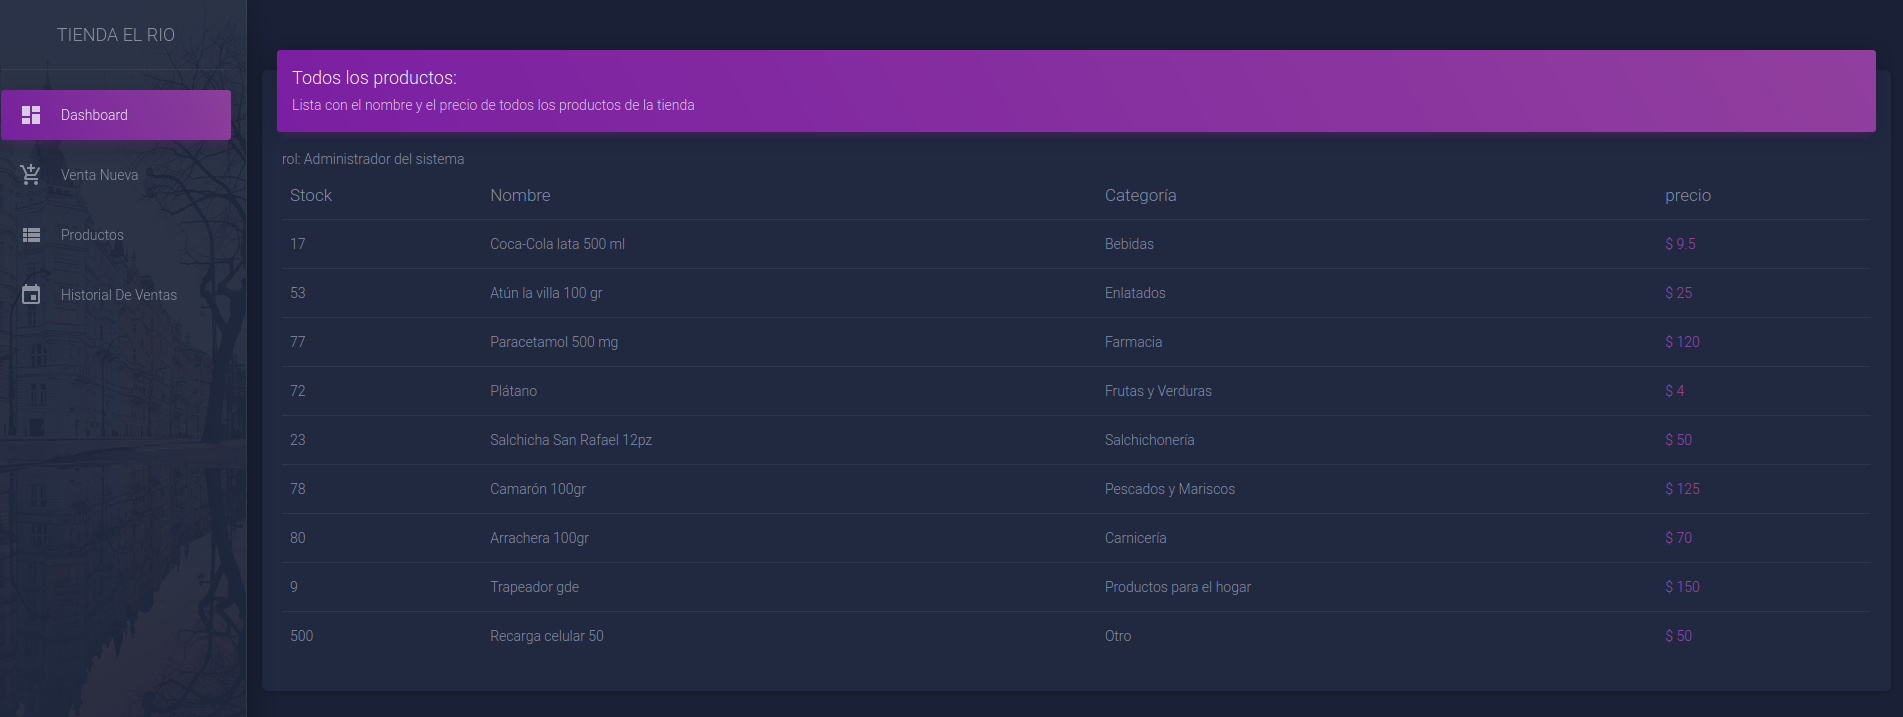 TIENDA EL RIO
Dashboard
Venta Nueva
Productos
Historial De Ventas
Todos los productos:
Lista con el nombre y el precio de todos los productos de la tienda
rol: Administrador del sistema
Stock Nombre Categoría precio
17 Coca-Cola lata 500 ml Bebidas $ 9.5
53 Atún la villa 100 gr Enlatados $ 25
77 Paracetamol 500 mg Farmacia $ 120
72 Plátano Frutas y Verduras $ 4
23 Salchicha San Rafael 12pz Salchichonería $ 50
78 Camarón 100gr Pescados y Mariscos $ 125
80 Arrachera 100gr Carnicería $ 70
9 Trapeador gde Productos para el hogar $ 150
500 Recarga celular 50 Otro $ 50